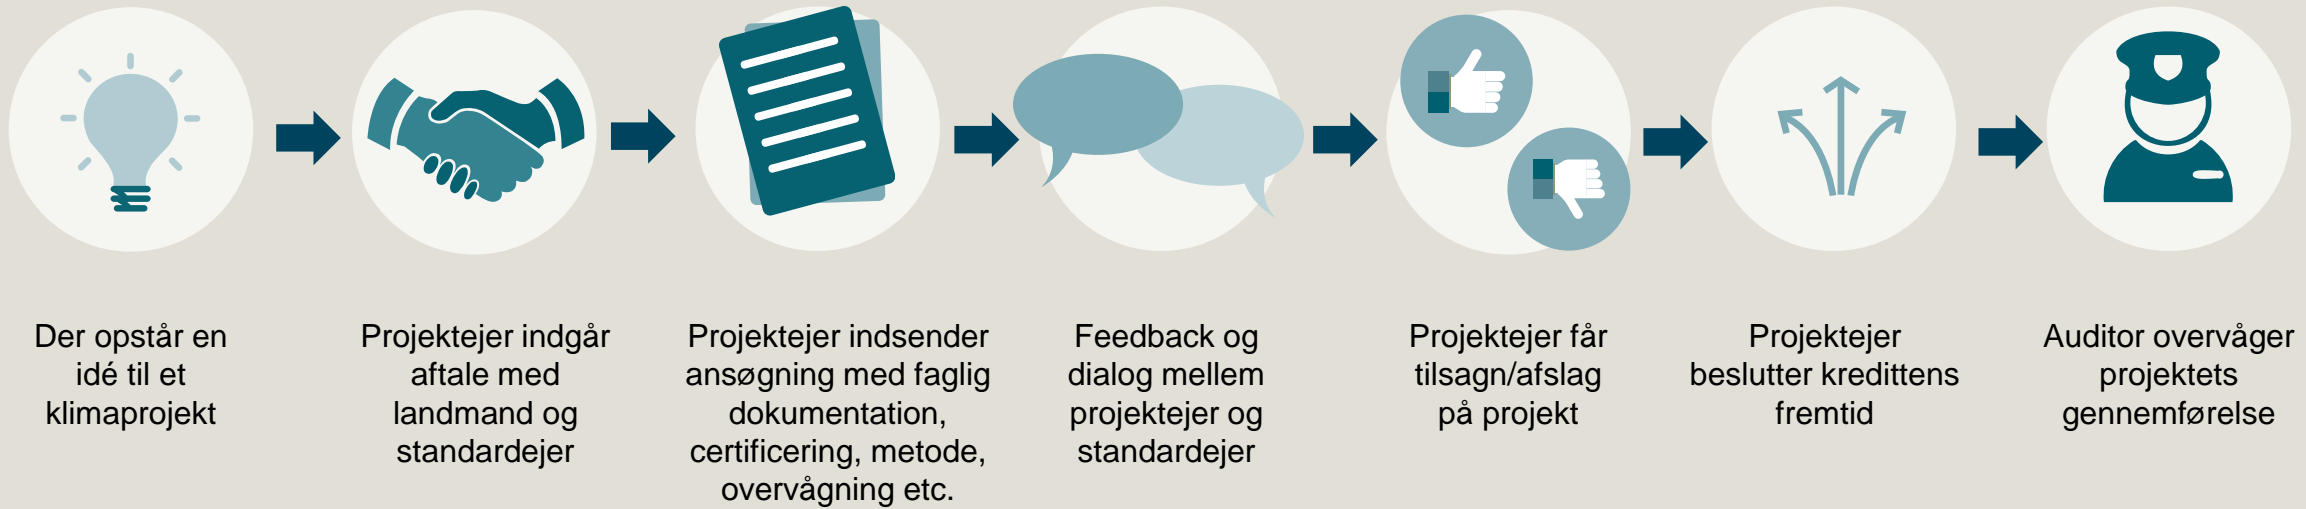 Der opstår en
idé til et
klimaprojekt
Projektejer indgår
aftale med
landmand og
standardejer
Projektejer indsender
ansøgning med faglig
dokumentation,
certificering, metode,
overvågning etc.
Feedback og
dialog mellem
projektejer og
standardejer
Projektejer får
tilsagn/afslag
på projekt
Projektejer
beslutter kredittens
fremtid
Auditor overvåger
projektets
gennemførelse